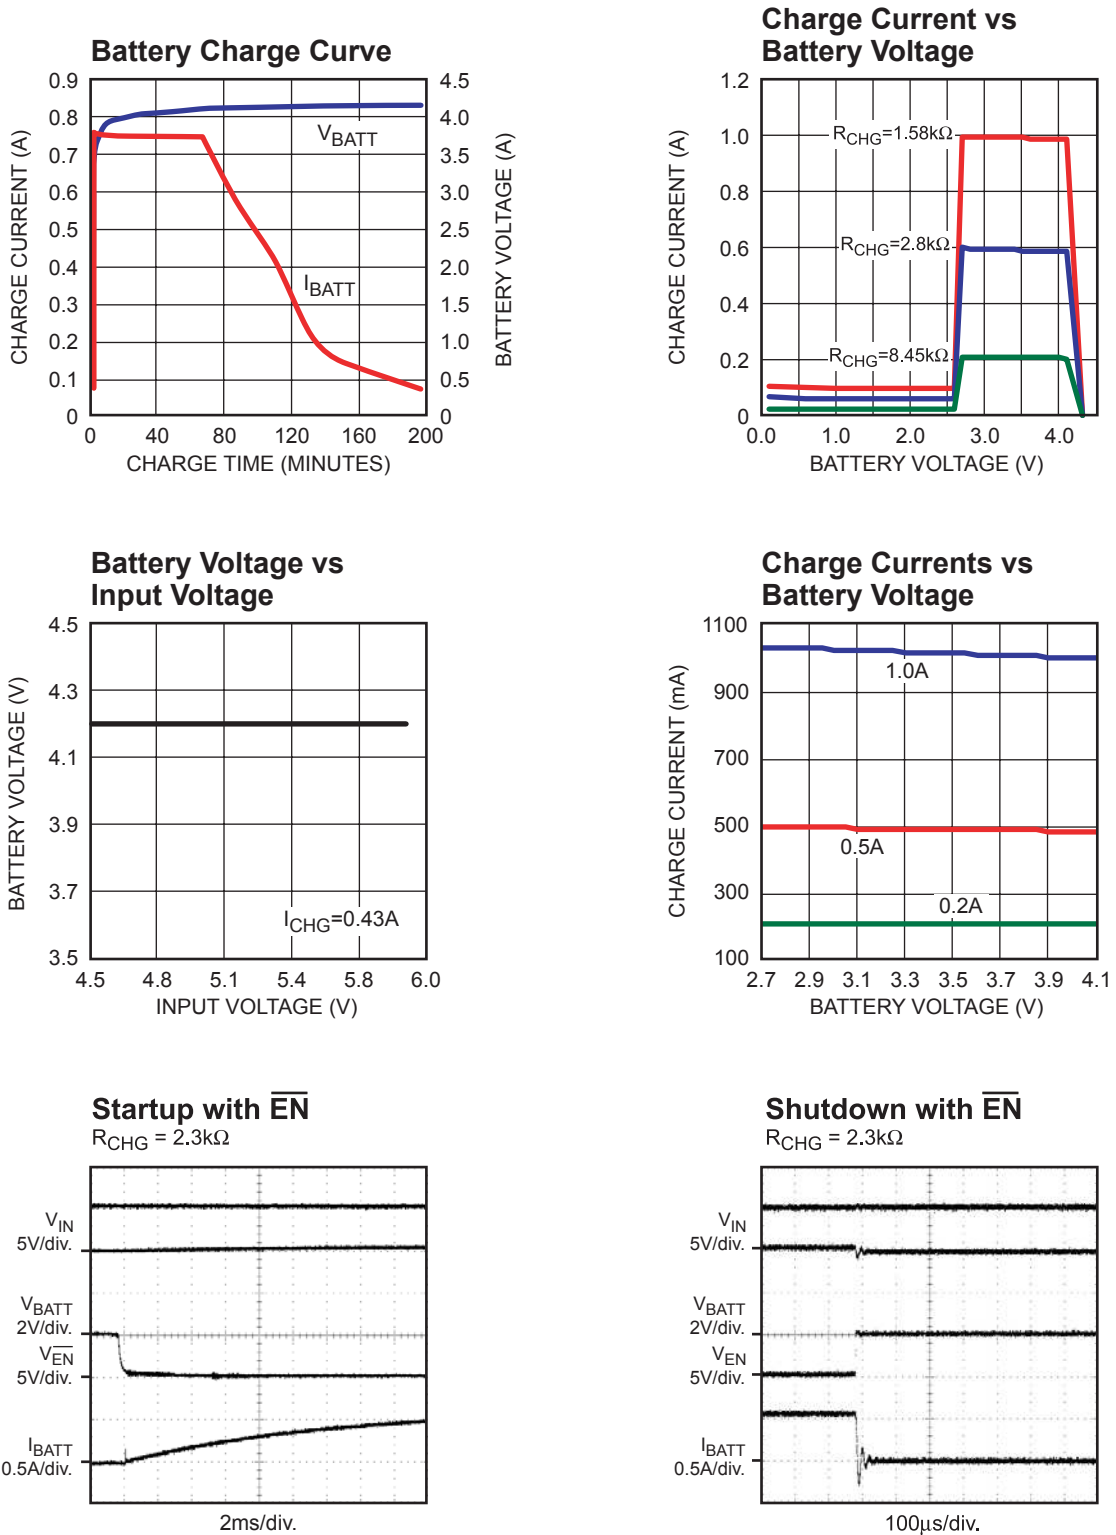 Battery Charge Curve
0.9
0.8
0.7
0.6
0.5
0.4
0.3
0.2
0.1
0
4.5
4.0
3.5
3.0
2.5
2.0
1.5
1.0
0.5
0
CHARGE CURRENT (A)
BATTERY VOLTAGE (A)
VBATT
IBATT
0 40 80 120 160 200
CHARGE TIME (MINUTES)
Charge Current vs
Battery Voltage
1.2
1.0
0.8
0.6
0.4
0.2
0
CHARGE CURRENT (A)
RCHG=1.58kΩ
RCHG=2.8kΩ
RCHG=8.45kΩ
0.0 1.0 2.0 3.0 4.0
BATTERY VOLTAGE (V)
Battery Voltage vs
Input Voltage
4.5
4.3
4.1
3.9
3.7
3.5
BATTERY VOLTAGE (V)
ICHG=0.43A
4.5 4.8 5.1 5.4 5.8 6.0
INPUT VOLTAGE (V)
Charge Currents vs
Battery Voltage
1100
900
700
500
300
100
CHARGE CURRENT (mA)
1.0A
0.5A
0.2A
2.7 2.9 3.1 3.3 3.5 3.7 3.9 4.1
BATTERY VOLTAGE (V)
Startup with E̅N̅
RCHG = 2.3kΩ
VIN
5V/div.
VBATT
2V/div.
VE̅N̅
5V/div.
IBATT
0.5A/div.
2ms/div.
Shutdown with E̅N̅
RCHG = 2.3kΩ
VIN
5V/div.
VBATT
2V/div.
VEN
5V/div.
IBATT
0.5A/div.
100µs/div.